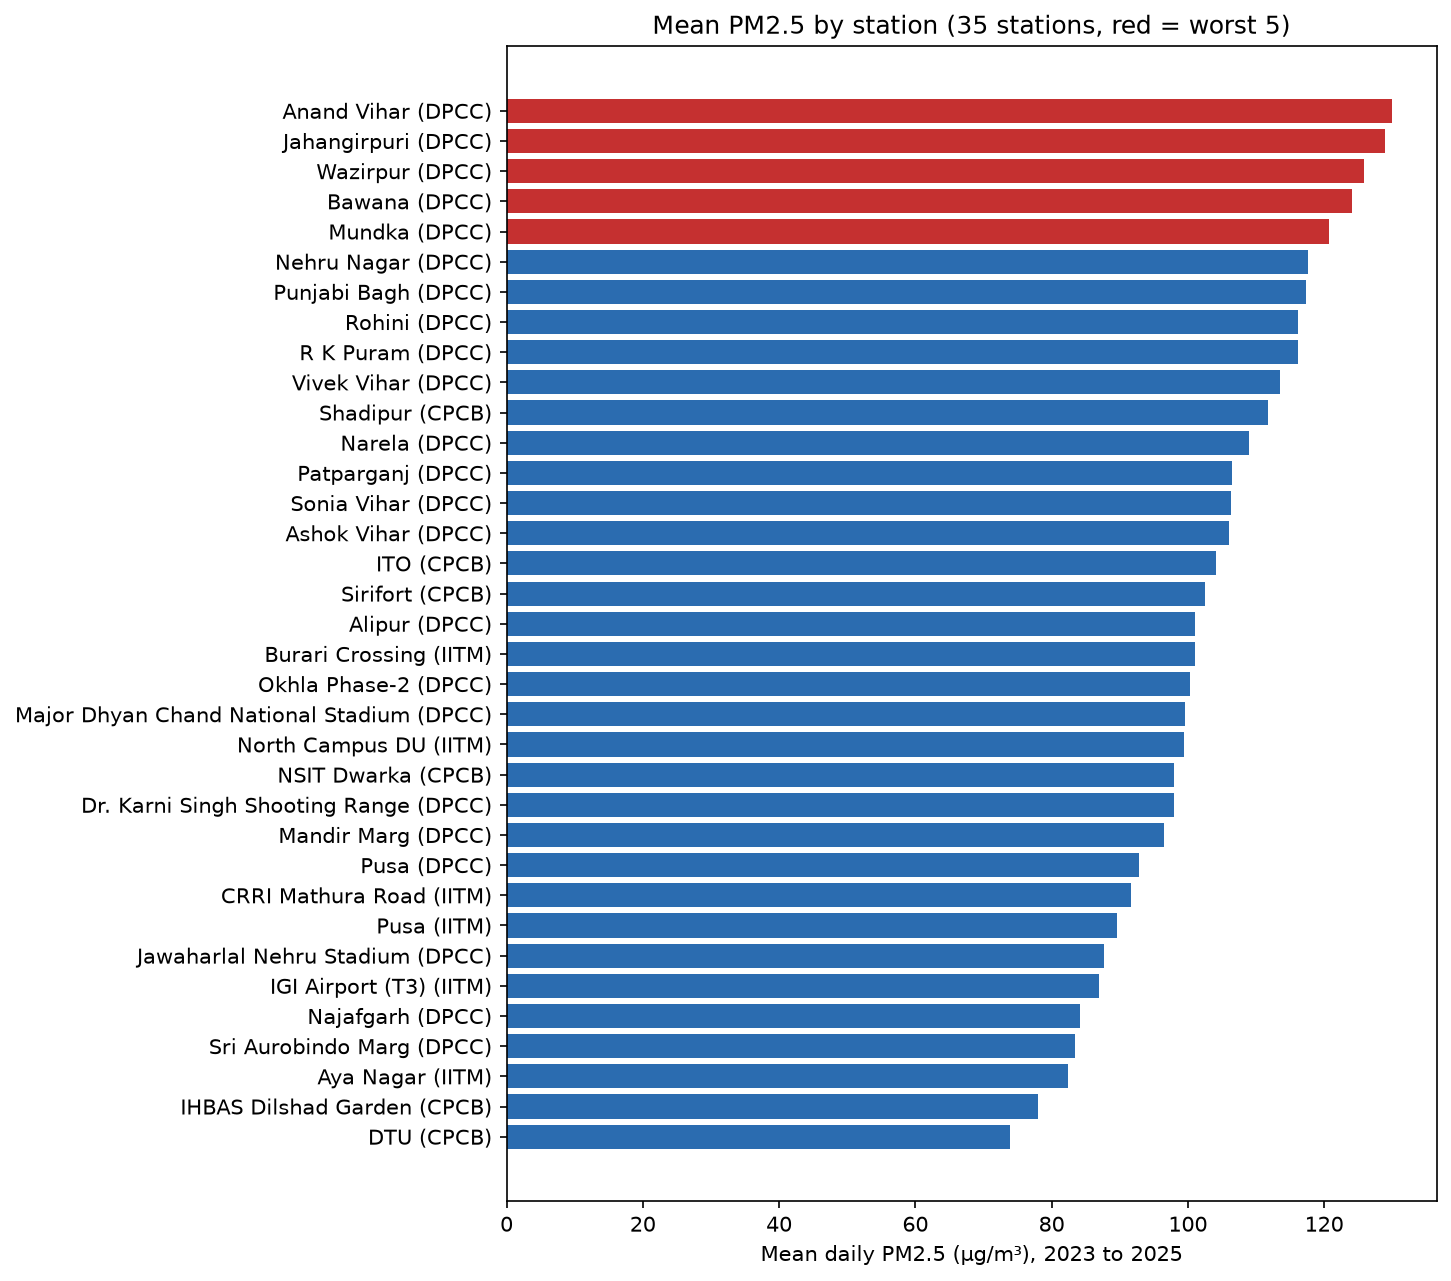 Mean PM2.5 by station (35 stations, red = worst 5)
Anand Vihar (DPCC)
Jahangirpuri (DPCC)
Wazirpur (DPCC)
Bawana (DPCC)
Mundka (DPCC)
Nehru Nagar (DPCC)
Punjabi Bagh (DPCC)
Rohini (DPCC)
R K Puram (DPCC)
Vivek Vihar (DPCC)
Shadipur (CPCB)
Narela (DPCC)
Patparganj (DPCC)
Sonia Vihar (DPCC)
Ashok Vihar (DPCC)
ITO (CPCB)
Sirifort (CPCB)
Alipur (DPCC)
Burari Crossing (IITM)
Okhla Phase-2 (DPCC)
Major Dhyan Chand National Stadium (DPCC)
North Campus DU (IITM)
NSIT Dwarka (CPCB)
Dr. Karni Singh Shooting Range (DPCC)
Mandir Marg (DPCC)
Pusa (DPCC)
CRRI Mathura Road (IITM)
Pusa (IITM)
Jawaharlal Nehru Stadium (DPCC)
IGI Airport (T3) (IITM)
Najafgarh (DPCC)
Sri Aurobindo Marg (DPCC)
Aya Nagar (IITM)
IHBAS Dilshad Garden (CPCB)
DTU (CPCB)
0 20 40 60 80 100 120
Mean daily PM2.5 (µg/m³), 2023 to 2025